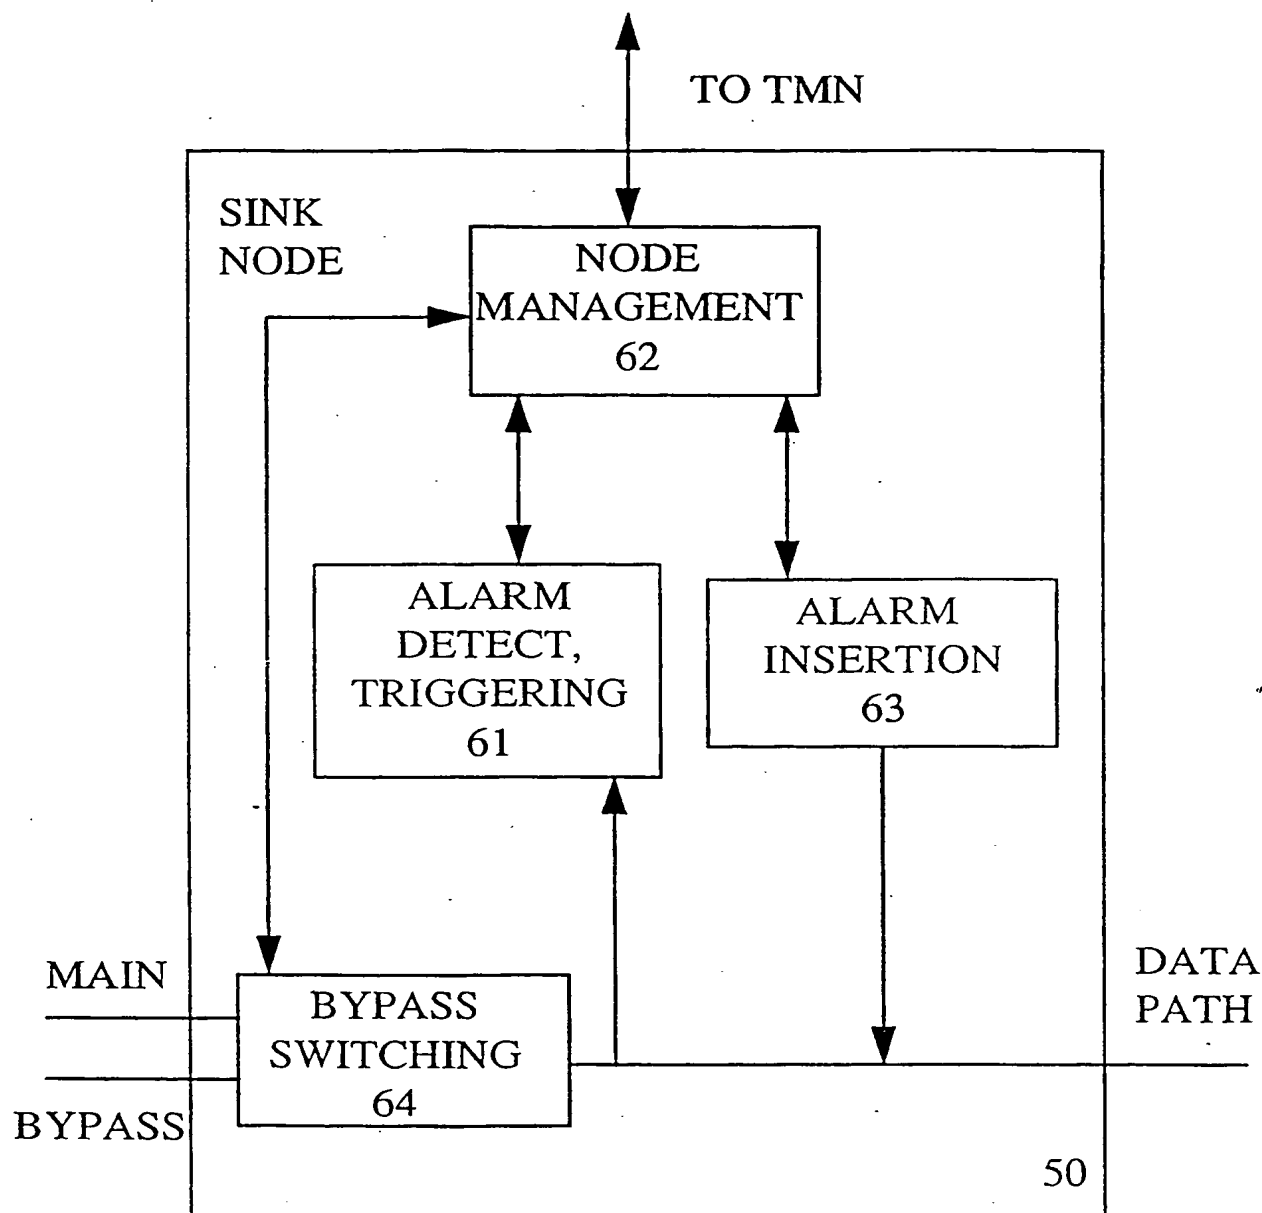 TO TMN
SINK
NODE
NODE
MANAGEMENT
62
ALARM
DETECT,
TRIGGERING
61
ALARM
INSERTION
63
MAIN
BYPASS
BYPASS
SWITCHING
64
DATA
PATH
50